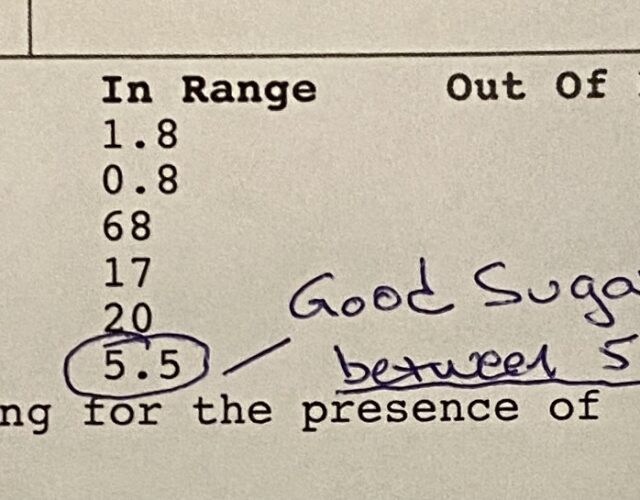 In Range Out Of
1.8
0.8
68
17
20
Good Suga
5.5 between 5
ng for the presence of